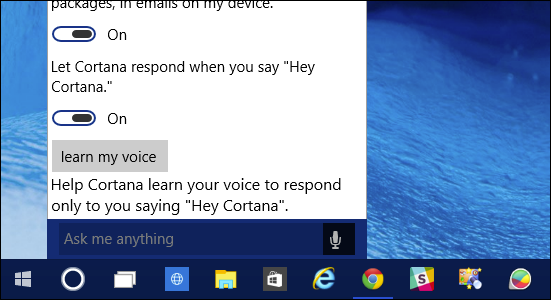 packages, in emails on my device.
On
Let Cortana respond when you say "Hey
Cortana."
On
learn my voice
Help Cortana learn your voice to respond
only to you saying "Hey Cortana".
Ask me anything